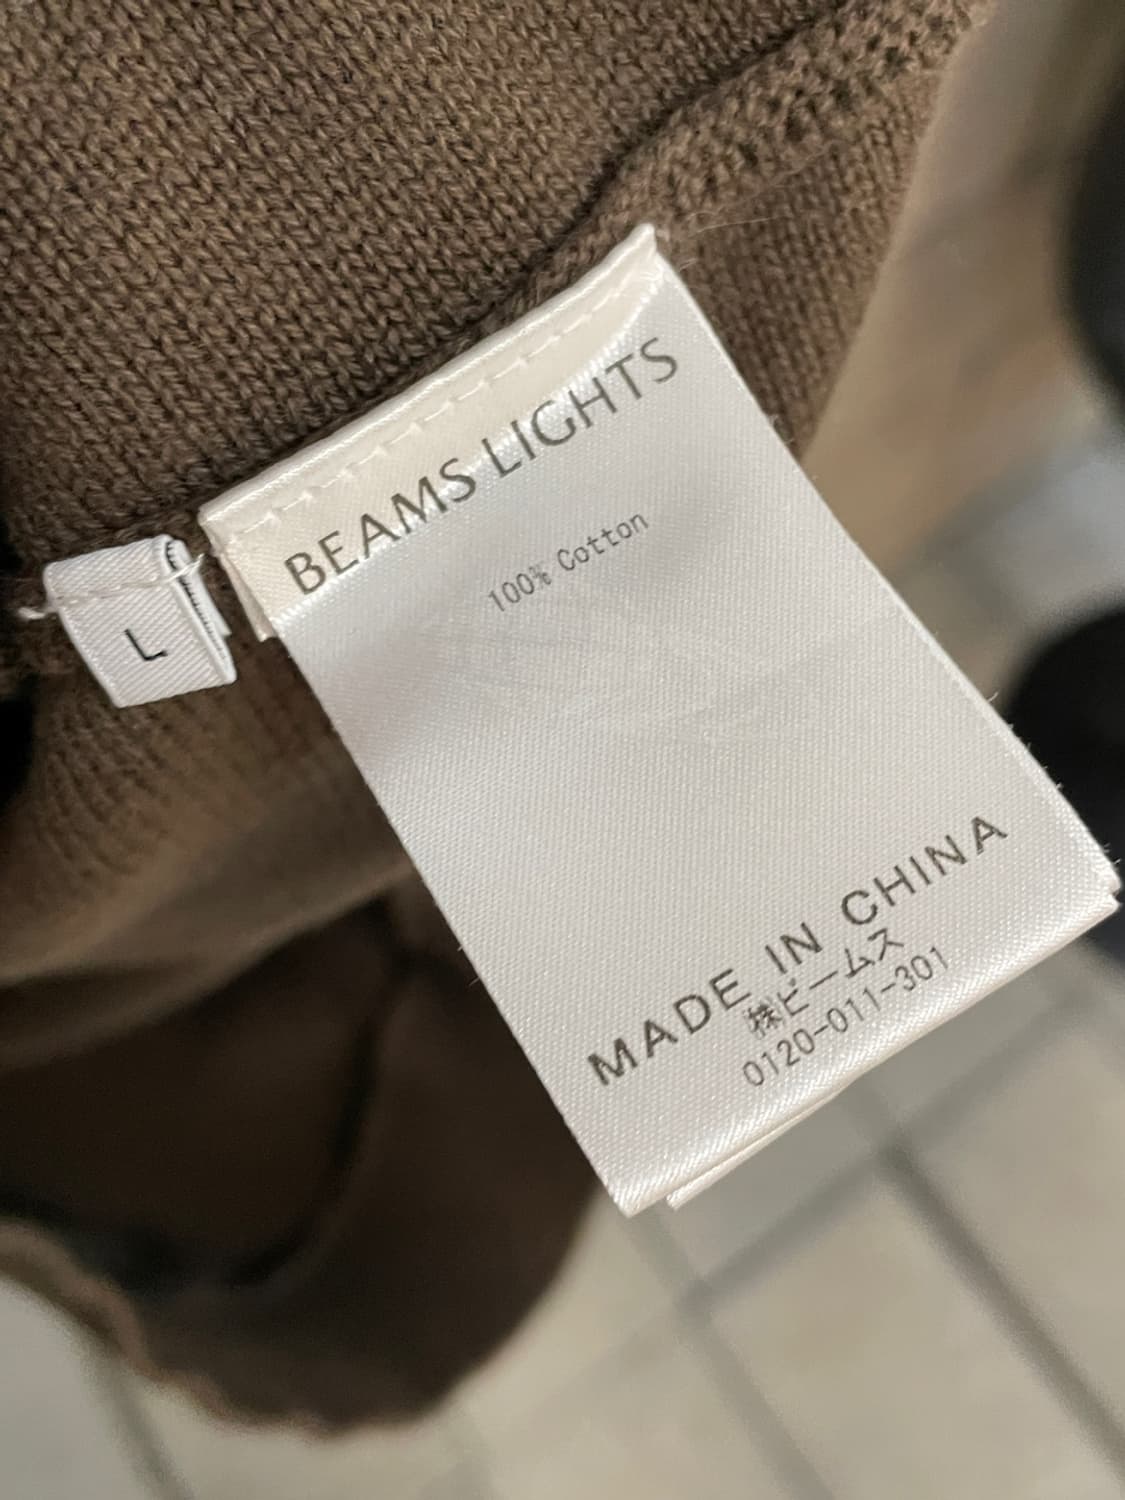 BEAMS LIGHTS
100% Cotton
L
MADE IN CHINA
㈱ビームス
0120-011-301